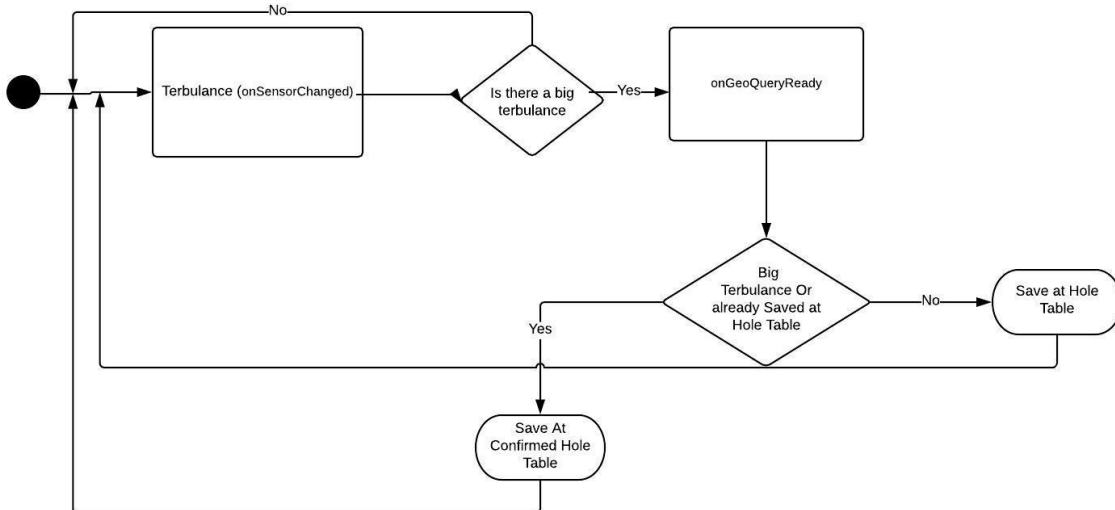 No
Terbulance (onSensorChanged)
Is there a big
terbulance
Yes
onGeoQueryReady
Big
Terbulance Or
already Saved at
Hole Table
No
Save at Hole
Table
Yes
Save At
Confirmed Hole
Table